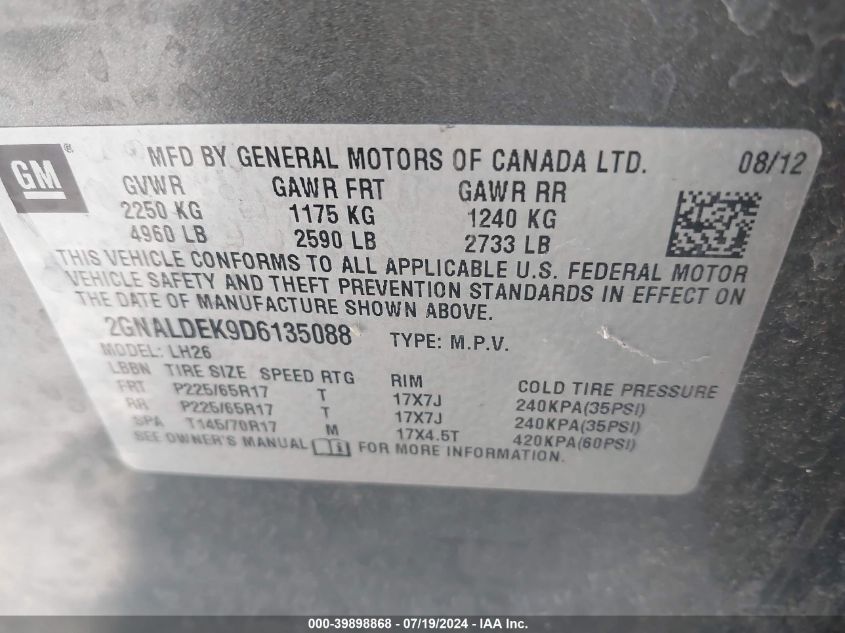 GM
MFD BY GENERAL MOTORS OF CANADA LTD. 08/12
GVWR GAWR FRT GAWR RR
2250 KG 1175 KG 1240 KG
4960 LB 2590 LB 2733 LB
THIS VEHICLE CONFORMS TO ALL APPLICABLE U.S. FEDERAL MOTOR
VEHICLE SAFETY AND THEFT PREVENTION STANDARDS IN EFFECT ON
THE DATE OF MANUFACTURE SHOWN ABOVE.
2GNALDEK9D6135088 TYPE: M.P.V.
MODEL: LH26
LBBN TIRE SIZE SPEED RTG RIM COLD TIRE PRESSURE
FRT P225/65R17 T 17X7J 240KPA(35PSI)
RR P225/65R17 T 17X7J 240KPA(35PSI)
SPA T145/70R17 M 17X4.5T 420KPA(60PSI)
SEE OWNER'S MANUAL FOR MORE INFORMATION.
000-39898868 - 07/19/2024 - IAA Inc.